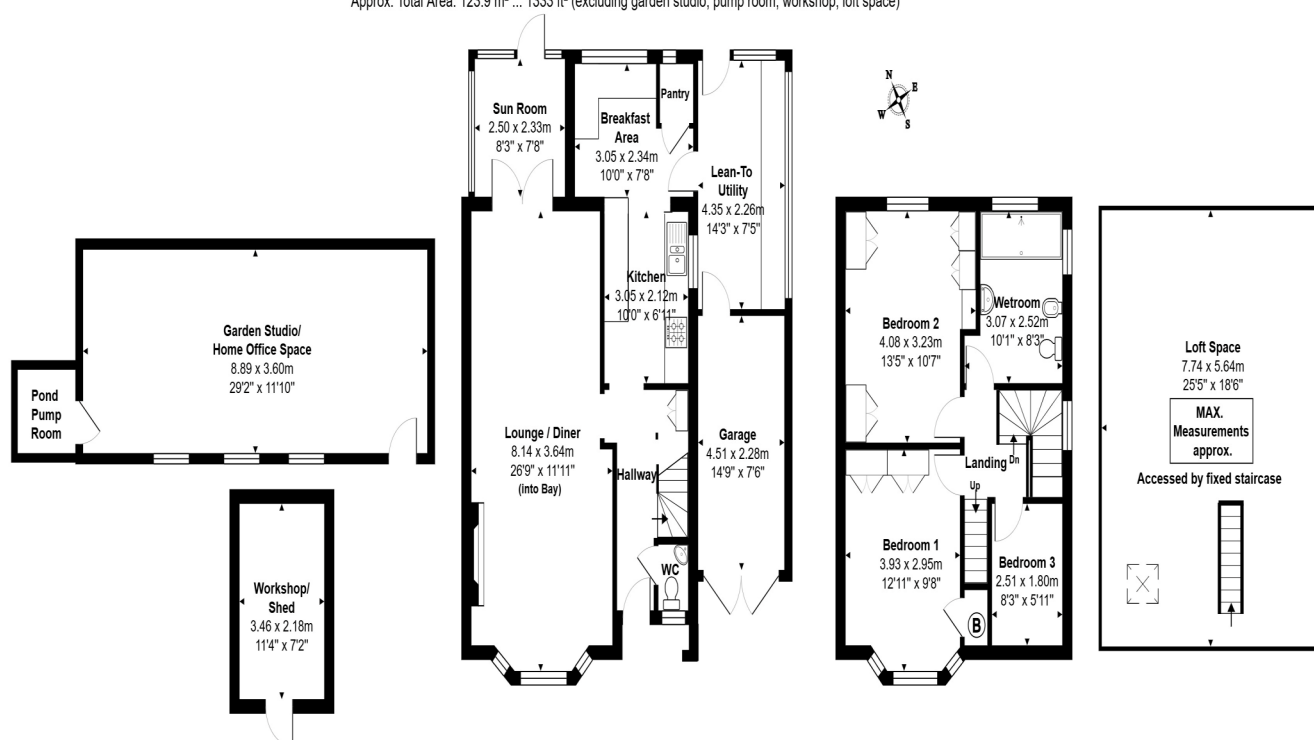 Approx. Total Area: 123.9 m² ... 1333 ft² (excluding garden studio, pump room, workshop, loft space)
N
E
W
S
Sun Room
2.50 x 2.33m
8'3" x 7'8"
Breakfast
Area
3.05 x 2.34m
10'0" x 7'8"
Pantry
Lean-To
Utility
4.35 x 2.26m
14'3" x 7'5"
Kitchen
3.05 x 2.12m
10'0" x 6'11"
Garden Studio/
Home Office Space
8.89 x 3.60m
29'2" x 11'10"
Pond
Pump
Room
Lounge / Diner
8.14 x 3.64m
26'9" x 11'11"
(into Bay)
Hallway
Garage
4.51 x 2.28m
14'9" x 7'6"
WC
Workshop/
Shed
3.46 x 2.18m
11'4" x 7'2"
Bedroom 2
4.08 x 3.23m
13'5" x 10'7"
Wetroom
3.07 x 2.52m
10'1" x 8'3"
Landing
Dn
Up
Bedroom 1
3.93 x 2.95m
12'11" x 9'8"
Bedroom 3
2.51 x 1.80m
8'3" x 5'11"
B
Loft Space
7.74 x 5.64m
25'5" x 18'6"
MAX.
Measurements
approx.
Accessed by fixed staircase